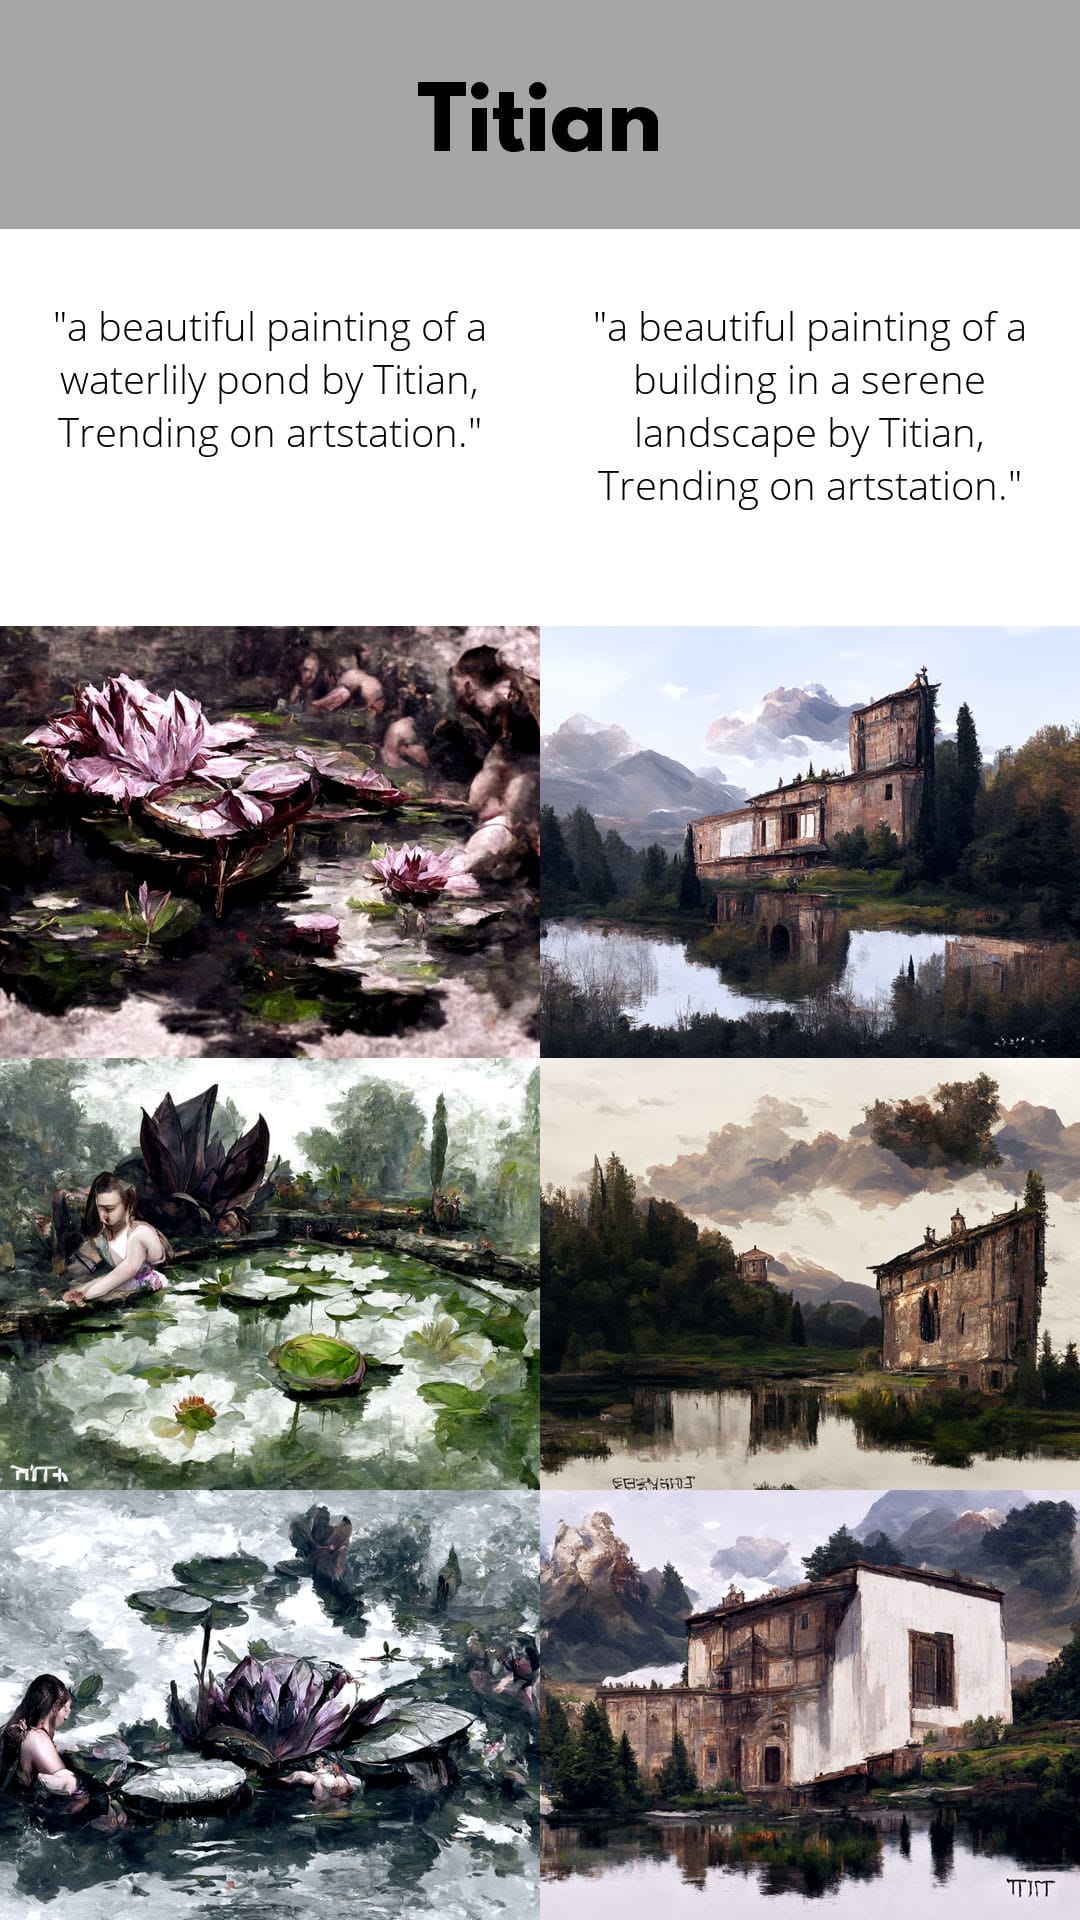 Titian
"a beautiful painting of a
waterlily pond by Titian,
Trending on artstation."
"a beautiful painting of a
building in a serene
landscape by Titian,
Trending on artstation."